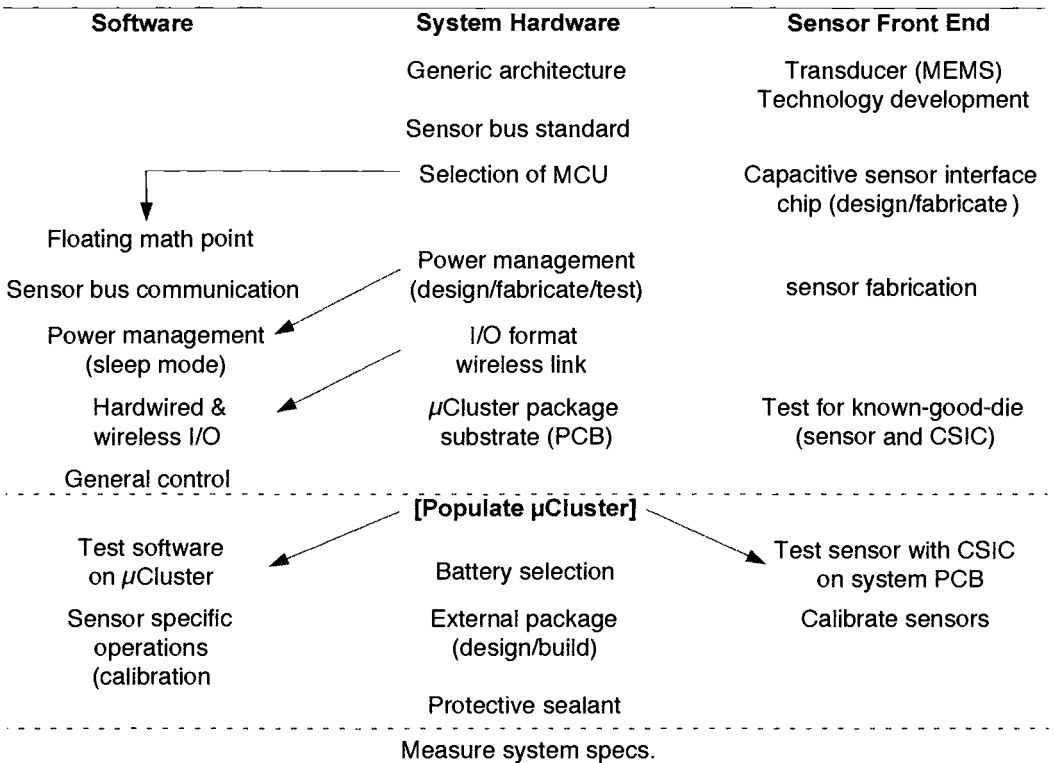 Software
System Hardware
Sensor Front End
Generic architecture
Transducer (MEMS)
Technology development
Sensor bus standard
Selection of MCU
Capacitive sensor interface
chip (design/fabricate )
Floating math point
Power management
(design/fabricate/test)
Sensor bus communication
sensor fabrication
Power management
(sleep mode)
I/O format
wireless link
Hardwired &
wireless I/O
µCluster package
substrate (PCB)
Test for known-good-die
(sensor and CSIC)
General control
[Populate µCluster]
Test software
on µCluster
Battery selection
Test sensor with CSIC
on system PCB
Sensor specific
operations
(calibration
External package
(design/build)
Calibrate sensors
Protective sealant
Measure system specs.